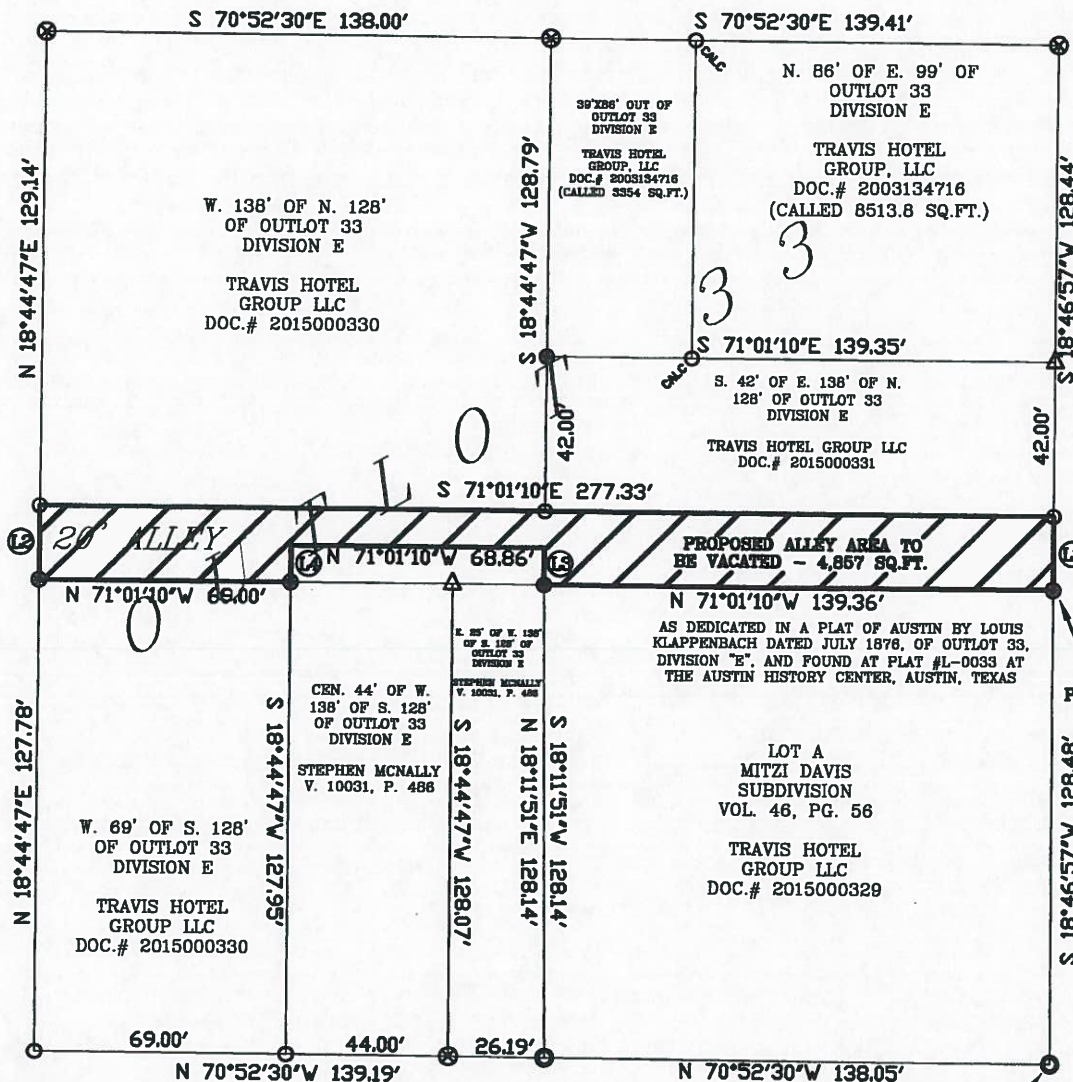 S 70°52'30"E 138.00'
S 70°52'30"E 139.41'
CALC
N 18°44'47"E 129.14'
W. 138' OF N. 128'
OF OUTLOT 33
DIVISION E
TRAVIS HOTEL
GROUP LLC
DOC.# 2015000330
S 18°44'47"W 128.79'
39'X86' OUT OF
OUTLOT 33
DIVISION E
TRAVIS HOTEL
GROUP, LLC
DOC.# 2003134716
(CALLED 3354 SQ.FT.)
N. 86' OF E. 99' OF
OUTLOT 33
DIVISION E
TRAVIS HOTEL
GROUP, LLC
DOC.# 2003134716
(CALLED 8513.8 SQ.FT.)
S 18°46'57"W 128.44'
3 3
S 71°01'10"E 139.35'
CALC
S. 42' OF E. 138' OF N.
128' OF OUTLOT 33
DIVISION E
TRAVIS HOTEL GROUP LLC
DOC.# 2015000331
42.00'
42.00'
O U T L O T
S 71°01'10"E 277.33'
L2
20' ALLEY
L4
N 71°01'10"W 68.86'
L5
PROPOSED ALLEY AREA TO
BE VACATED - 4,857 SQ.FT.
N 71°01'10"W 69.00'
N 71°01'10"W 139.36'
AS DEDICATED IN A PLAT OF AUSTIN BY LOUIS
KLAPPENBACH DATED JULY 1876, OF OUTLOT 33,
DIVISION "E", AND FOUND AT PLAT #L-0033 AT
THE AUSTIN HISTORY CENTER, AUSTIN, TEXAS
N 18°44'47"E 127.78'
W. 69' OF S. 128'
OF OUTLOT 33
DIVISION E
TRAVIS HOTEL
GROUP LLC
DOC.# 2015000330
S 18°44'47"W 127.95'
CEN. 44' OF W.
138' OF S. 128'
OF OUTLOT 33
DIVISION E
STEPHEN MCNALLY
V. 10031, P. 486
S 18°44'47"W 128.07'
E. 25' OF W. 138'
OF S. 128' OF
OUTLOT 33
DIVISION E
STEPHEN MCNALLY
V. 10031, P. 486
N 18°11'51"E 128.14'
S 18°11'51"W 128.14'
LOT A
MITZI DAVIS
SUBDIVISION
VOL. 46, PG. 56
TRAVIS HOTEL
GROUP LLC
DOC.# 2015000329
P
S 18°46'57"W 128.48'
69.00'
44.00'
26.19'
N 70°52'30"W 139.19'
N 70°52'30"W 138.05'